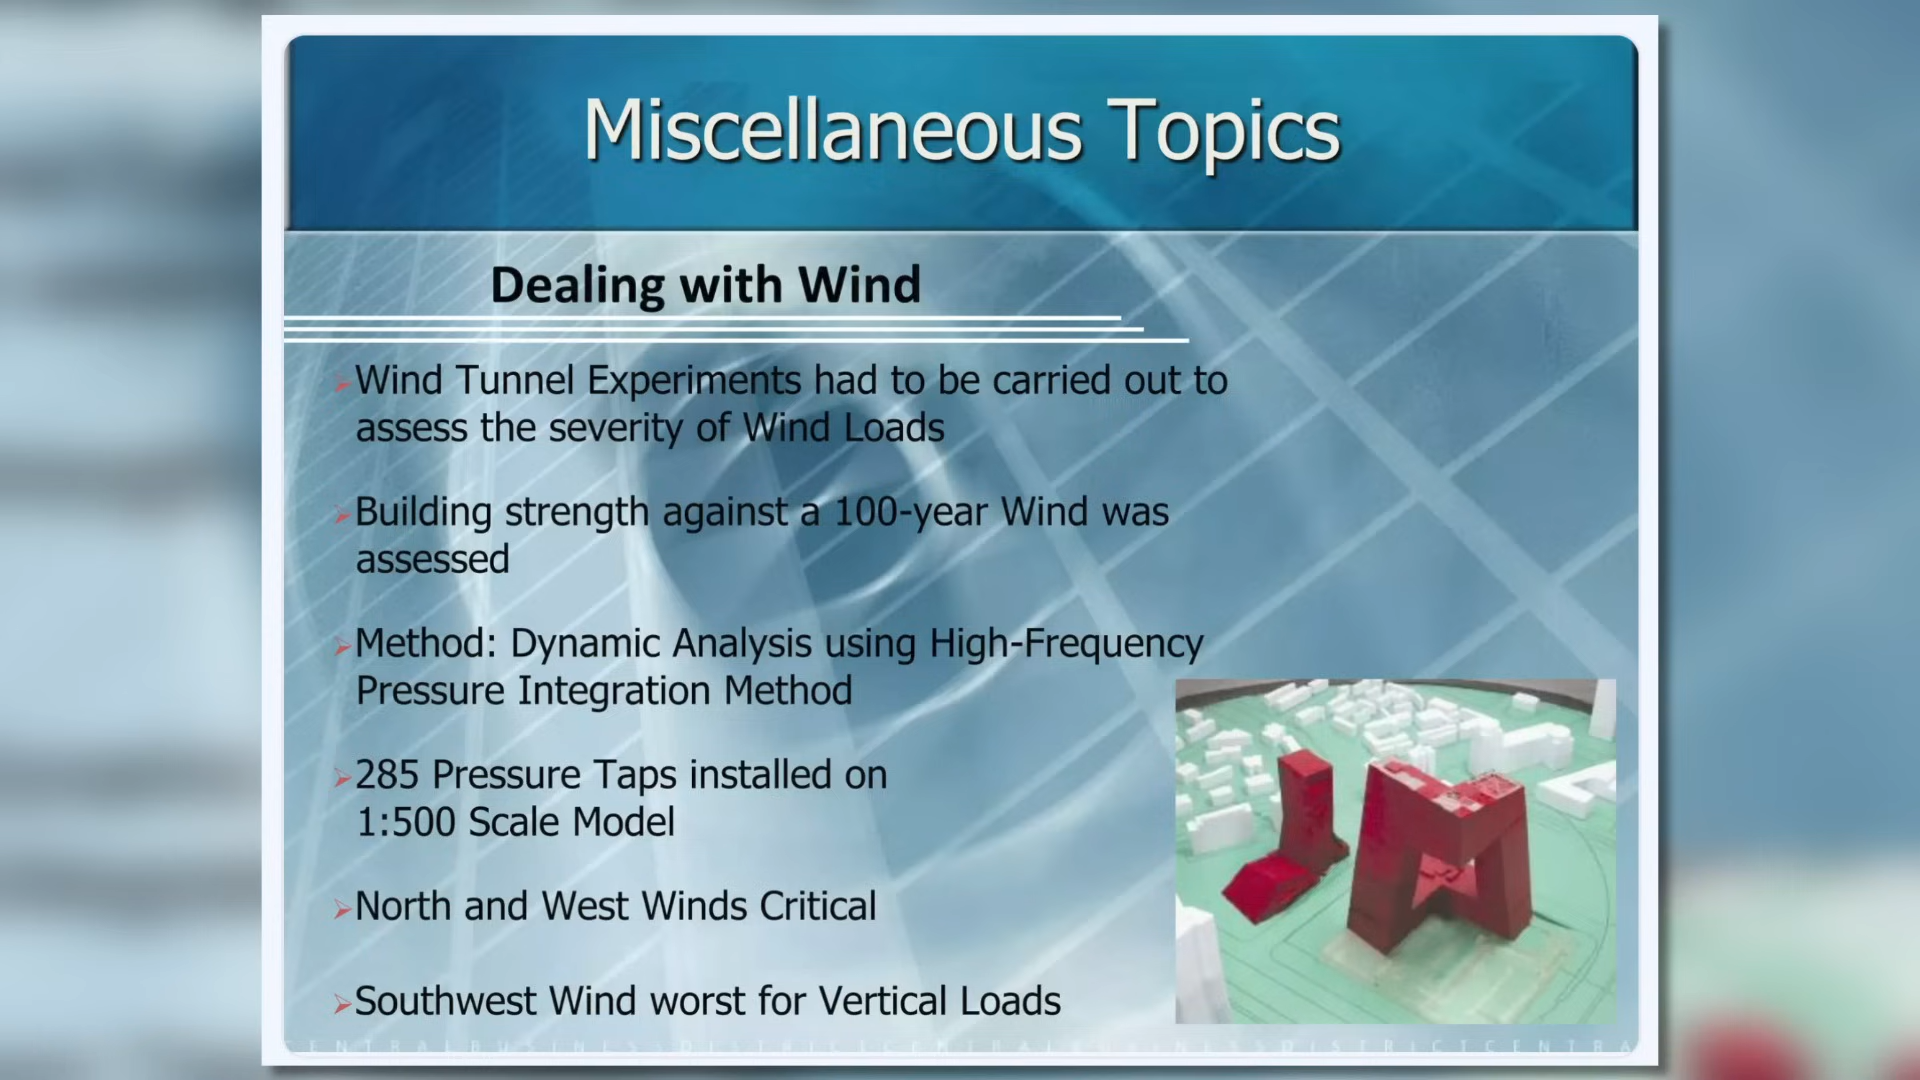 Miscellaneous Topics
Dealing with Wind
Wind Tunnel Experiments had to be carried out to
assess the severity of Wind Loads
Building strength against a 100-year Wind was
assessed
Method: Dynamic Analysis using High-Frequency
Pressure Integration Method
285 Pressure Taps installed on
1:500 Scale Model
North and West Winds Critical
Southwest Wind worst for Vertical Loads
CENTRALBUSINESSDISTRICTCENTRALBUSINESSDISTRICTCENTRA